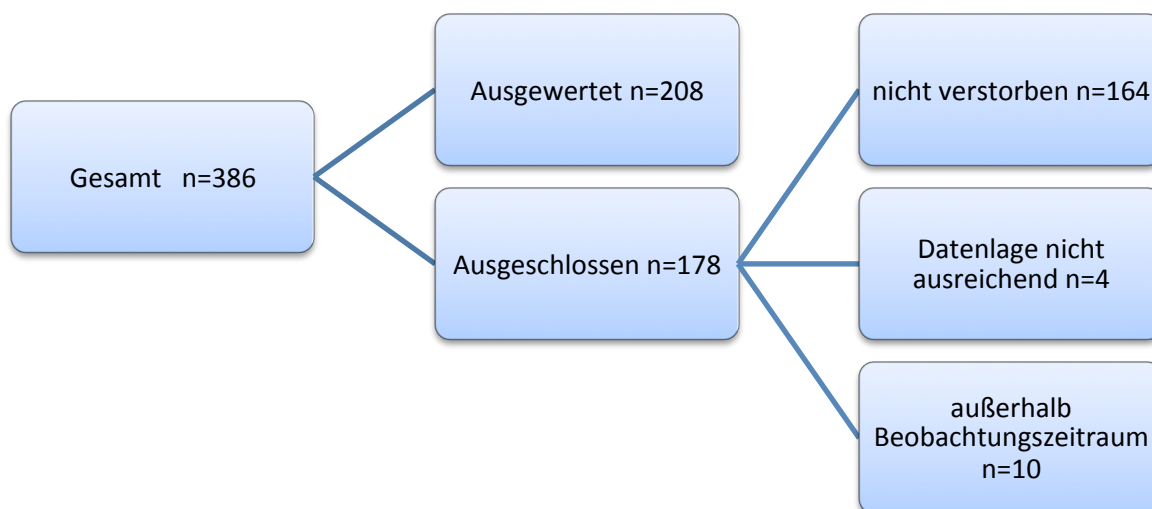 Gesamt n=386
Ausgewertet n=208
Ausgeschlossen n=178
nicht verstorben n=164
Datenlage nicht
ausreichend n=4
außerhalb
Beobachtungszeitraum
n=10